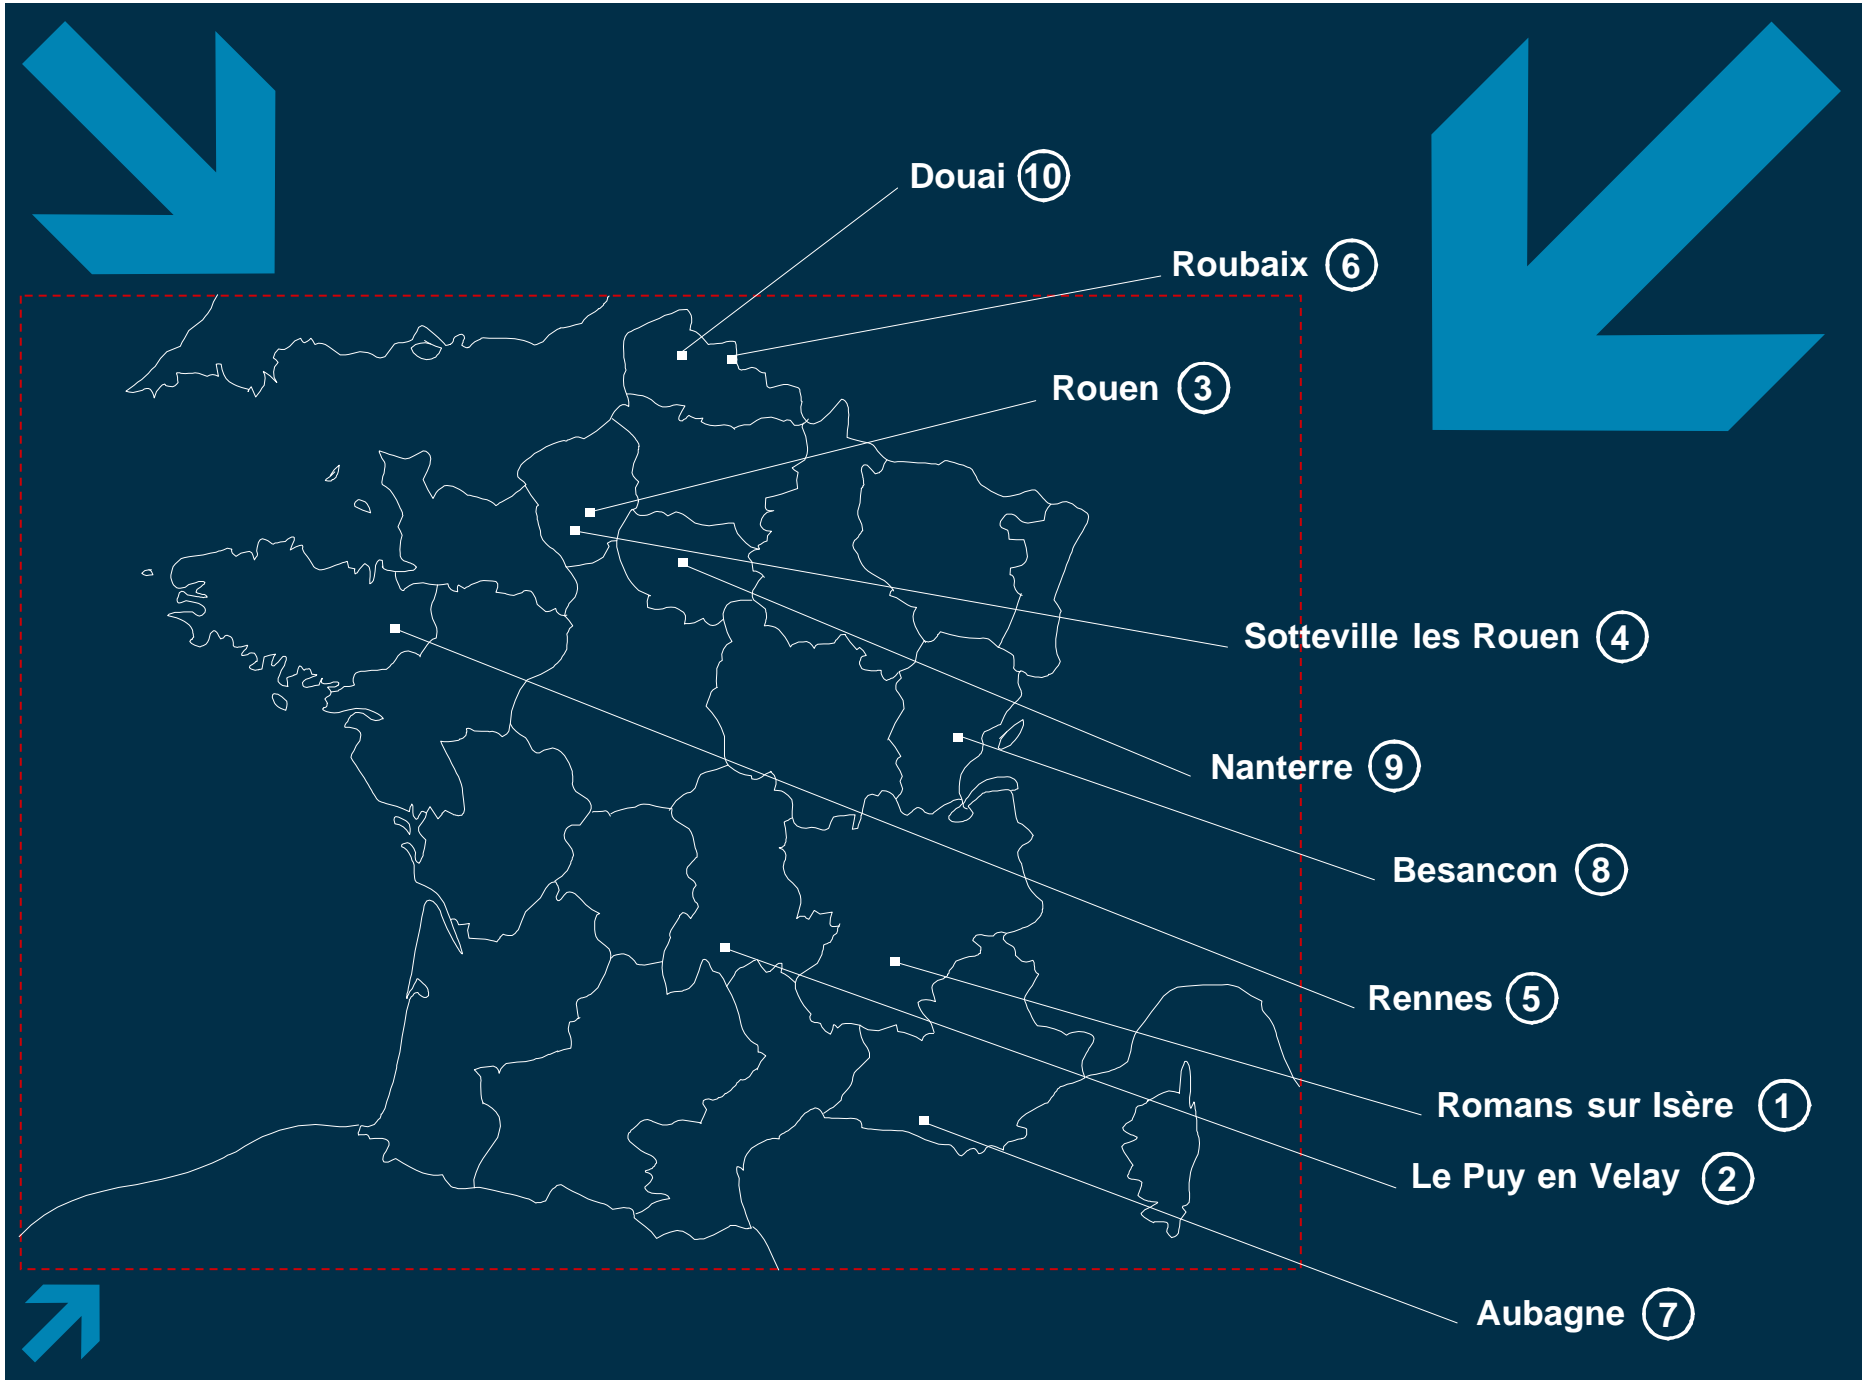 Douai 10
Roubaix 6
Rouen 3
Sotteville les Rouen 4
Nanterre 9
Besancon 8
Rennes 5
Romans sur Isère 1
Le Puy en Velay 2
Aubagne 7